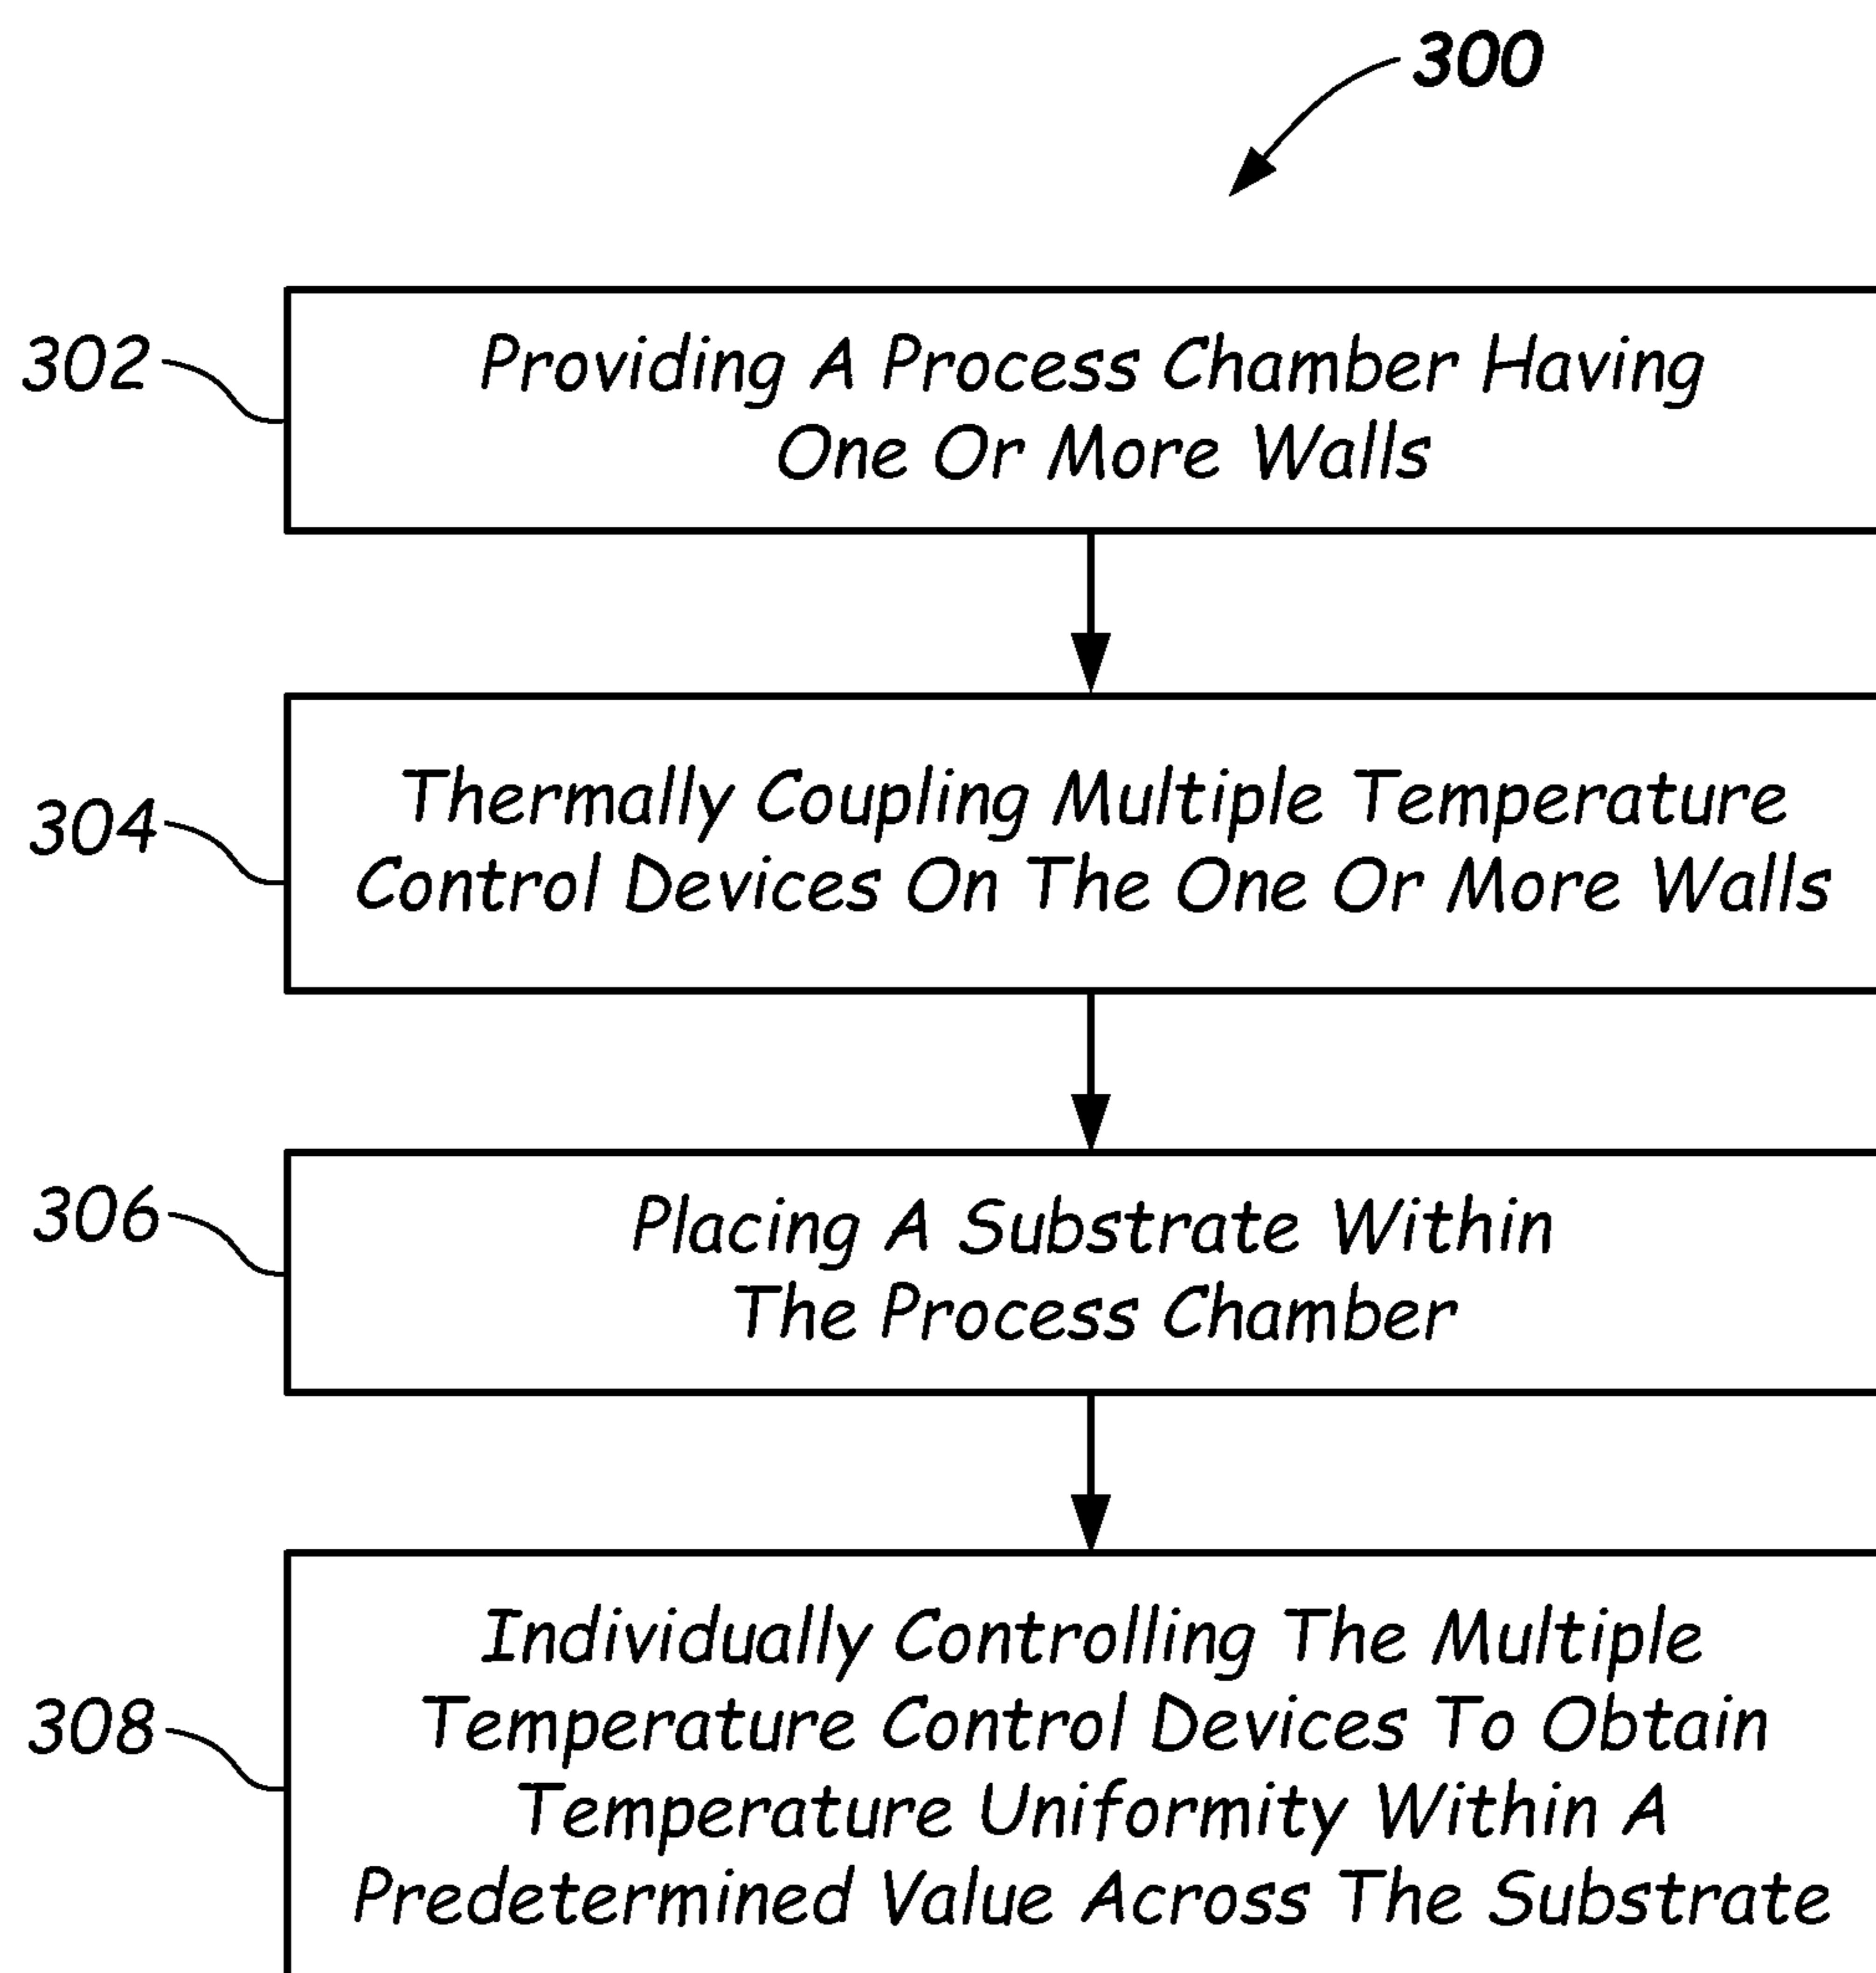 300
302
Providing A Process Chamber Having
One Or More Walls
304
Thermally Coupling Multiple Temperature
Control Devices On The One Or More Walls
306
Placing A Substrate Within
The Process Chamber
308
Individually Controlling The Multiple
Temperature Control Devices To Obtain
Temperature Uniformity Within A
Predetermined Value Across The Substrate